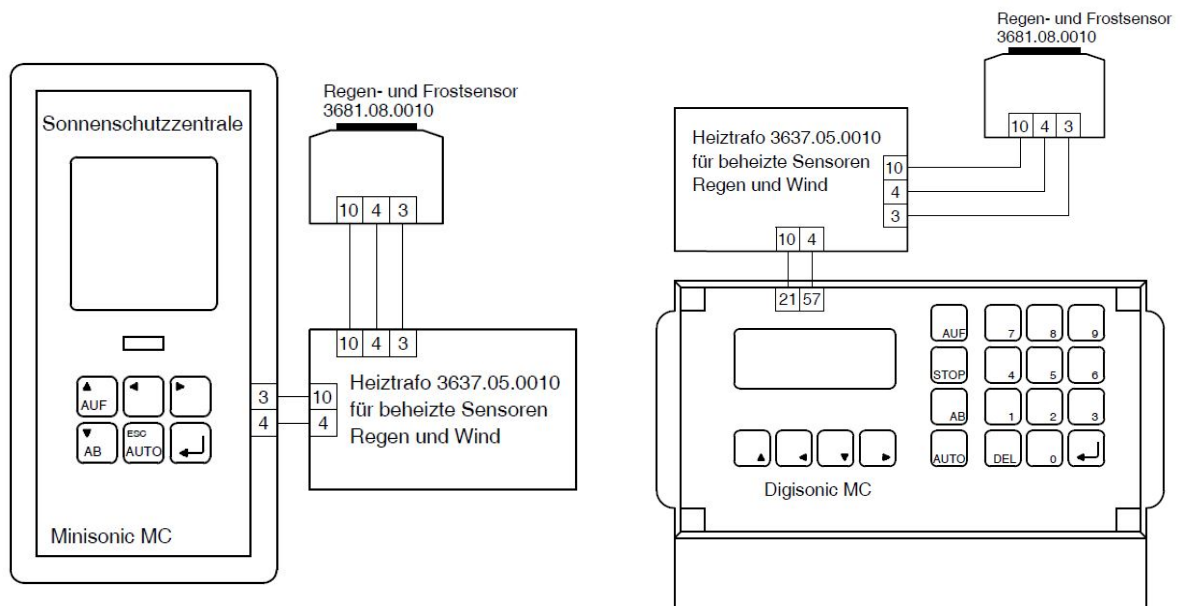 Sonnenschutzzentrale
AUF
AB
ESC
AUTO
Minisonic MC
3
4
Regen- und Frostsensor
3681.08.0010
10 4 3
10 4 3
10
4
Heiztrafo 3637.05.0010
für beheizte Sensoren
Regen und Wind
Regen- und Frostsensor
3681.08.0010
10 4 3
Heiztrafo 3637.05.0010
für beheizte Sensoren
Regen und Wind
10
4
3
10 4
21 57
AUF 7 8 9
STOP 4 5 6
AB 1 2 3
AUTO DEL 0
Digisonic MC